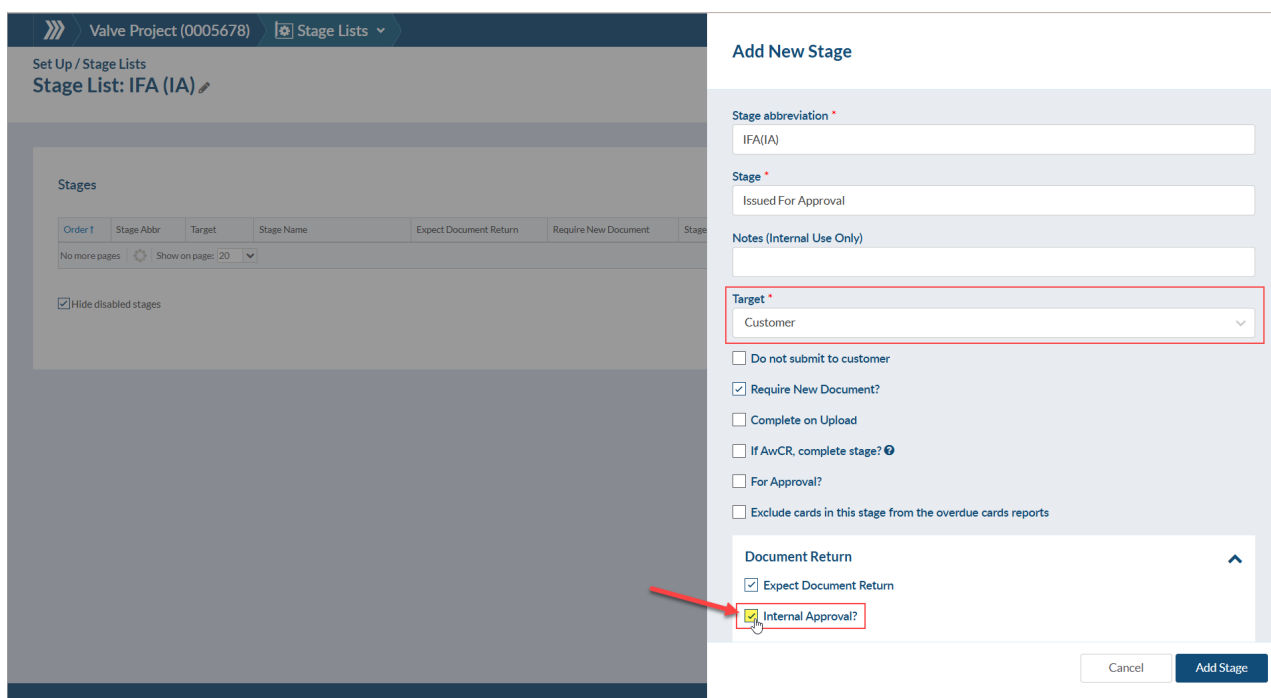 Valve Project (0005678) Stage Lists
Set Up / Stage Lists
Stage List: IFA (IA)
Stages
Order↑ Stage Abbr Target Stage Name Expect Document Return Require New Document Stage
No more pages Show on page: 20
Hide disabled stages
Add New Stage
Stage abbreviation *
IFA(IA)
Stage *
Issued For Approval
Notes (Internal Use Only)
Target *
Customer
Do not submit to customer
Require New Document?
Complete on Upload
If AwCR, complete stage? ?
For Approval?
Exclude cards in this stage from the overdue cards reports
Document Return
Expect Document Return
Internal Approval?
Cancel Add Stage